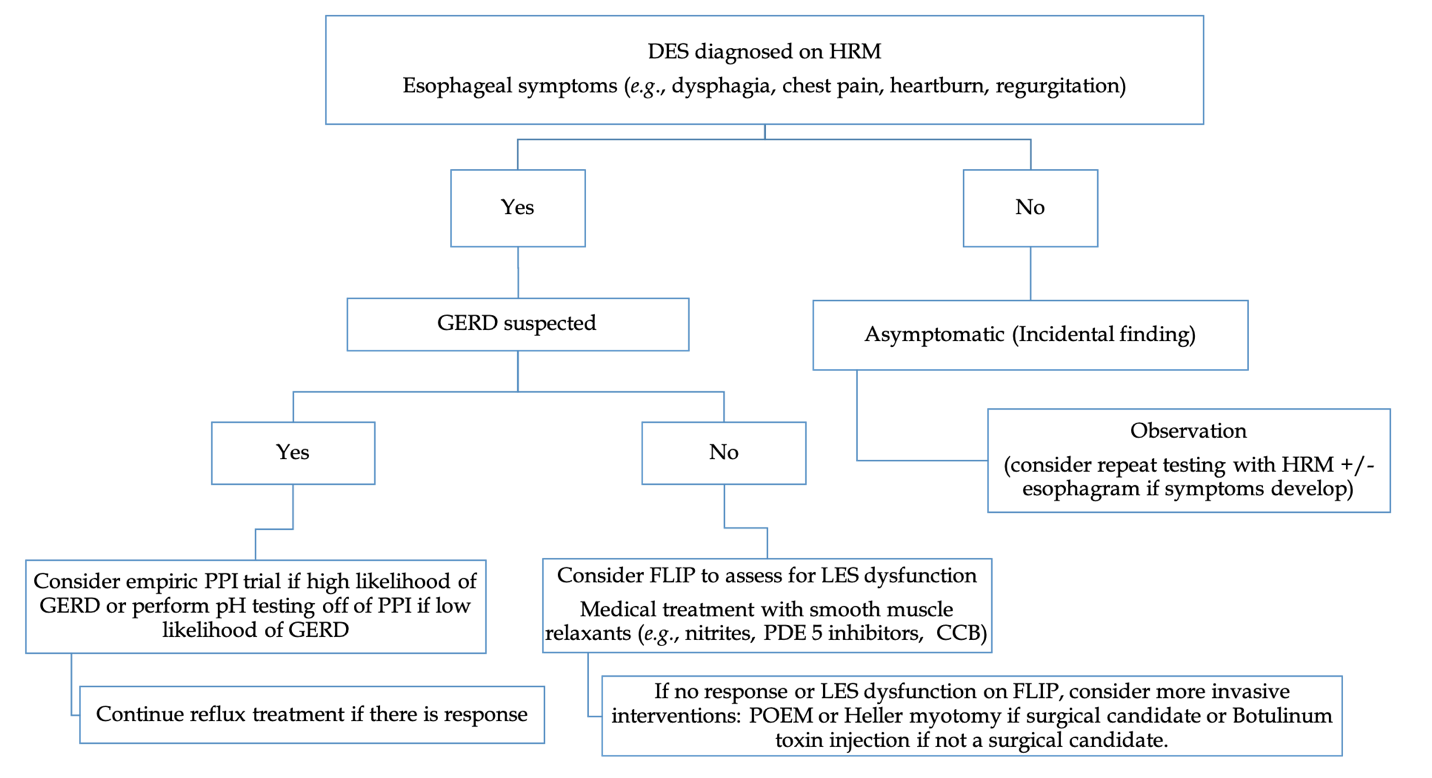 DES diagnosed on HRM
Esophageal symptoms (e.g., dysphagia, chest pain, heartburn, regurgitation)
Yes
No
GERD suspected
Asymptomatic (Incidental finding)
Yes
No
Observation
(consider repeat testing with HRM +/-
esophagram if symptoms develop)
Consider empiric PPI trial if high likelihood of
GERD or perform pH testing off of PPI if low
likelihood of GERD
Consider FLIP to assess for LES dysfunction
Medical treatment with smooth muscle
relaxants (e.g., nitrites, PDE 5 inhibitors, CCB)
Continue reflux treatment if there is response
If no response or LES dysfunction on FLIP, consider more invasive
interventions: POEM or Heller myotomy if surgical candidate or Botulinum
toxin injection if not a surgical candidate.